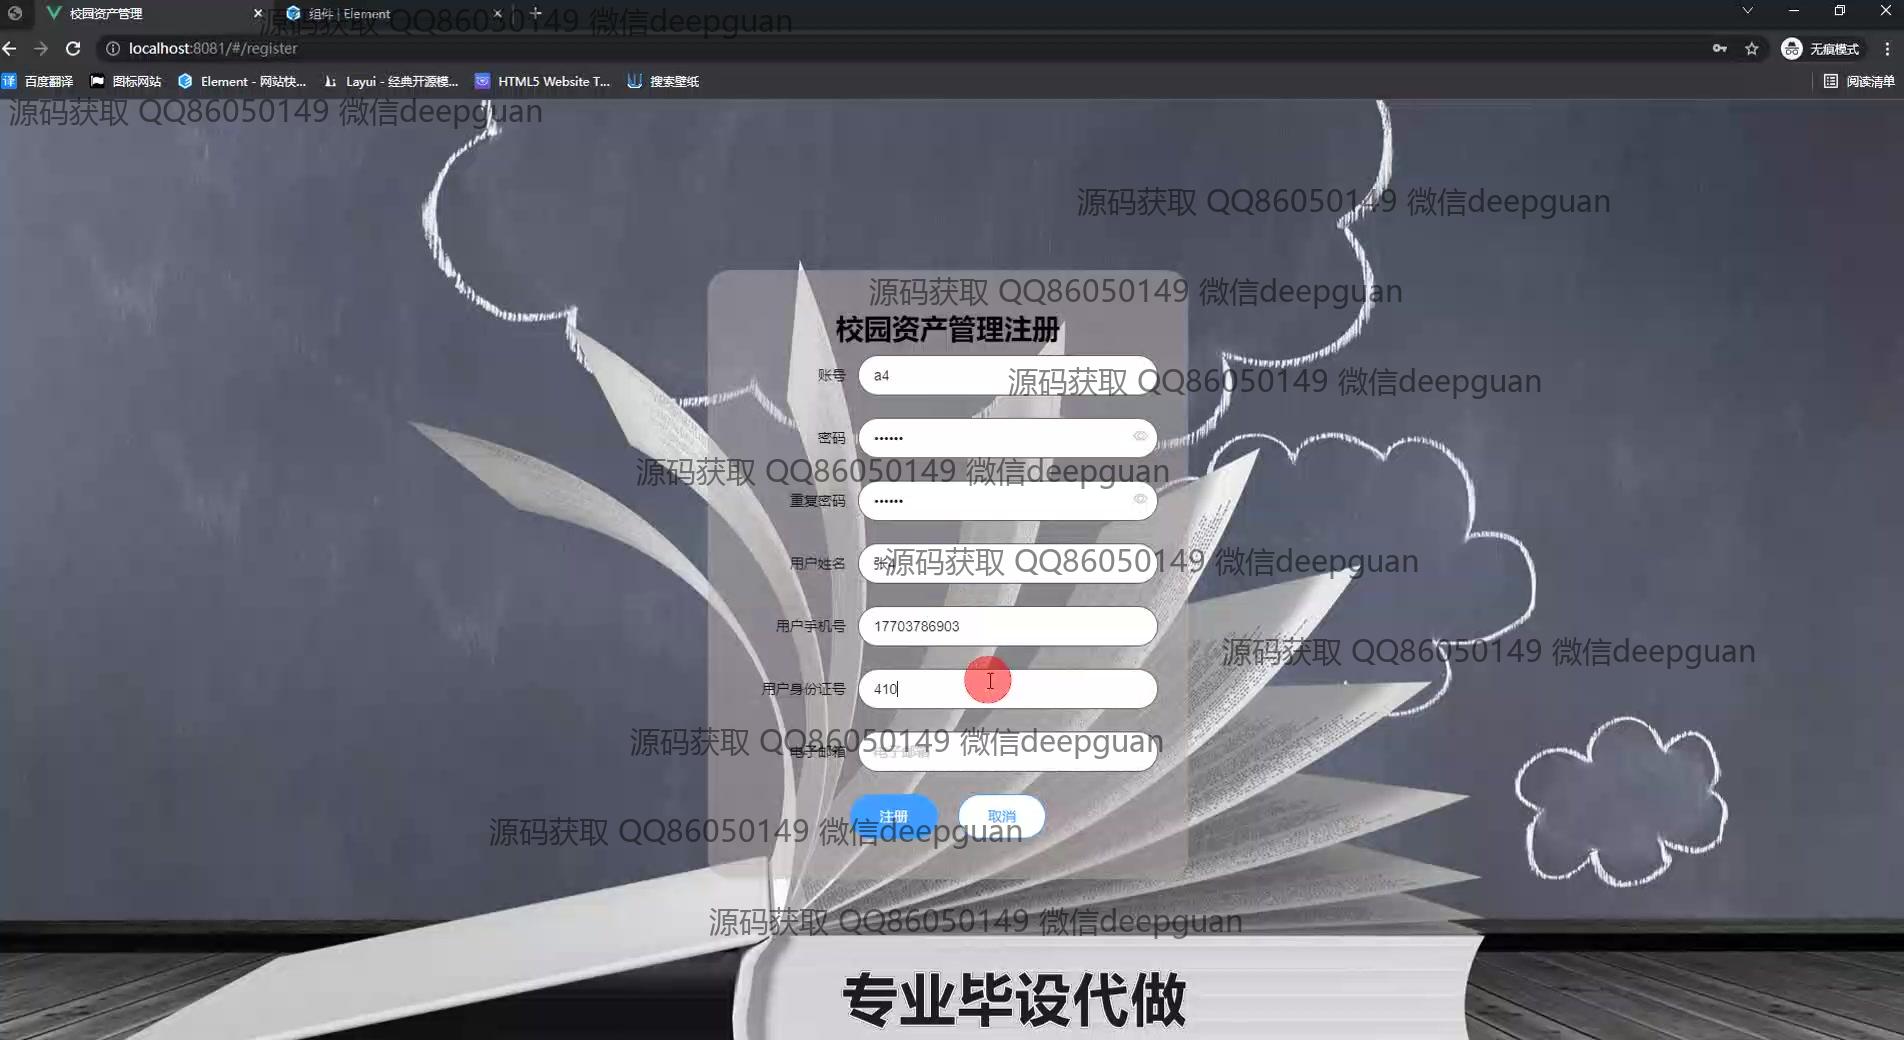 校园资产管理
组件 | Element
源码获取 QQ86050149 微信deepguan
localhost:8081/#/register
无痕模式
百度翻译
图标网站
Element - 网站快...
Layui - 经典开源模...
HTML5 Website T...
搜索壁纸
阅读清单
源码获取 QQ86050149 微信deepguan
源码获取 QQ86050149 微信deepguan
源码获取 QQ86050149 微信deepguan
校园资产管理注册
账号 a4
源码获取 QQ86050149 微信deepguan
密码 ••••••
源码获取 QQ86050149 微信deepguan
重复密码 ••••••
用户姓名 张
源码获取 QQ86050149 微信deepguan
用户手机号 17703786903
源码获取 QQ86050149 微信deepguan
用户身份证号 410
源码获取 QQ86050149 微信deepguan
电子邮箱 电子邮箱
注册 取消
源码获取 QQ86050149 微信deepguan
源码获取 QQ86050149 微信deepguan
专业毕设代做